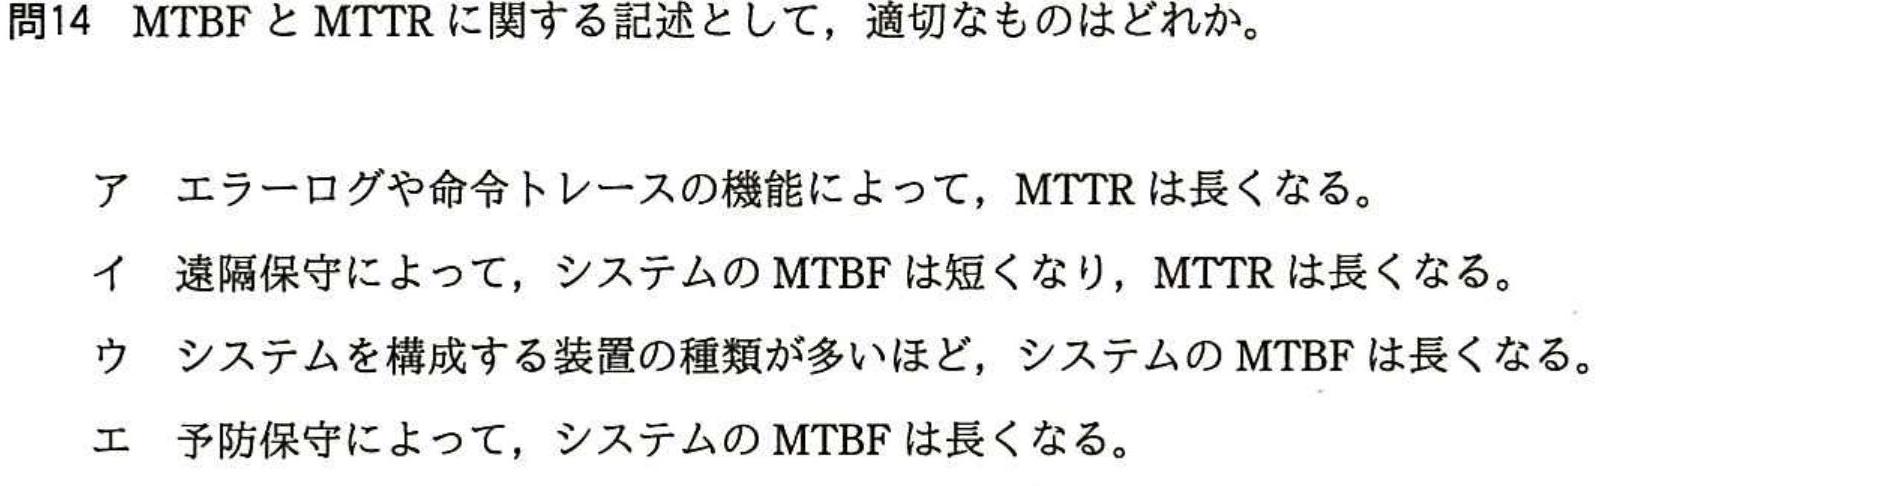 問14 MTBF と MTTR に関する記述として，適切なものはどれか。
ア エラーログや命令トレースの機能によって，MTTR は長くなる。
イ 遠隔保守によって，システムの MTBF は短くなり，MTTR は長くなる。
ウ システムを構成する装置の種類が多いほど，システムの MTBF は長くなる。
エ 予防保守によって，システムの MTBF は長くなる。